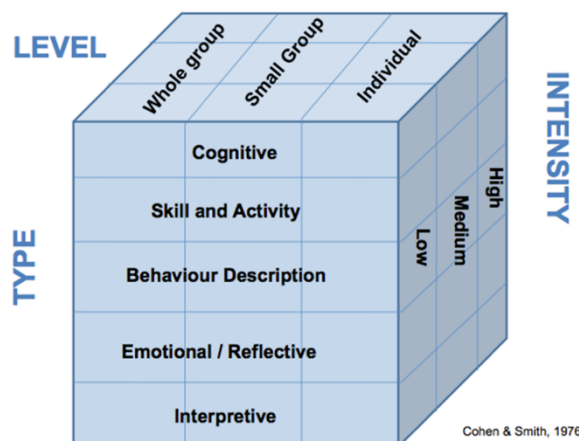 LEVEL
Whole group
Small Group
Individual
INTENSITY
TYPE
Cognitive
Skill and Activity
Behaviour Description
Emotional / Reflective
Interpretive
Low
Medium
High
Cohen & Smith, 1976